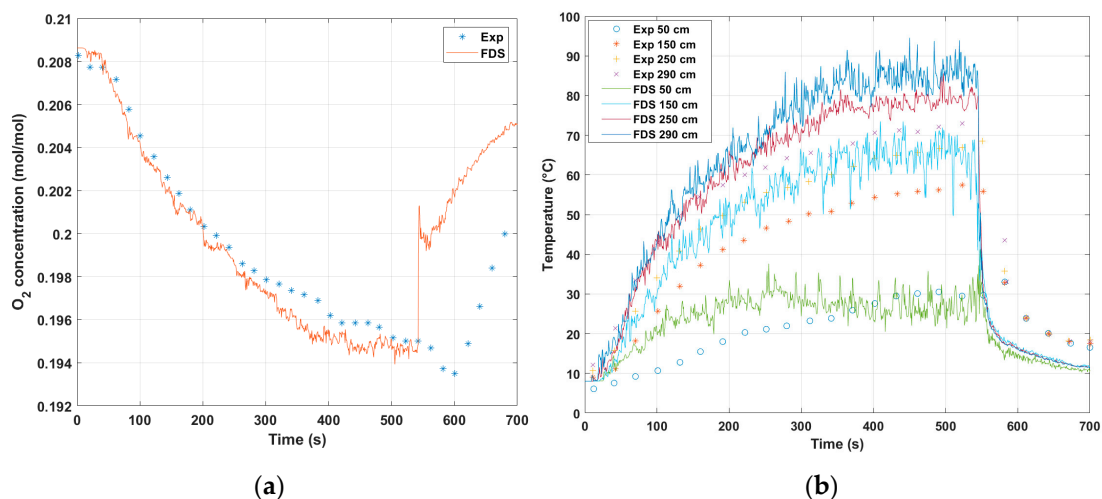 0.21
0.208
0.206
0.204
0.202
0.2
0.198
0.196
0.194
0.192
O2 concentration (mol/mol)
0 100 200 300 400 500 600 700
Time (s)
Exp
FDS
(a)
100
90
80
70
60
50
40
30
20
10
0
Temperature (°C)
0 100 200 300 400 500 600 700
Time (s)
Exp 50 cm
Exp 150 cm
Exp 250 cm
Exp 290 cm
FDS 50 cm
FDS 150 cm
FDS 250 cm
FDS 290 cm
(b)